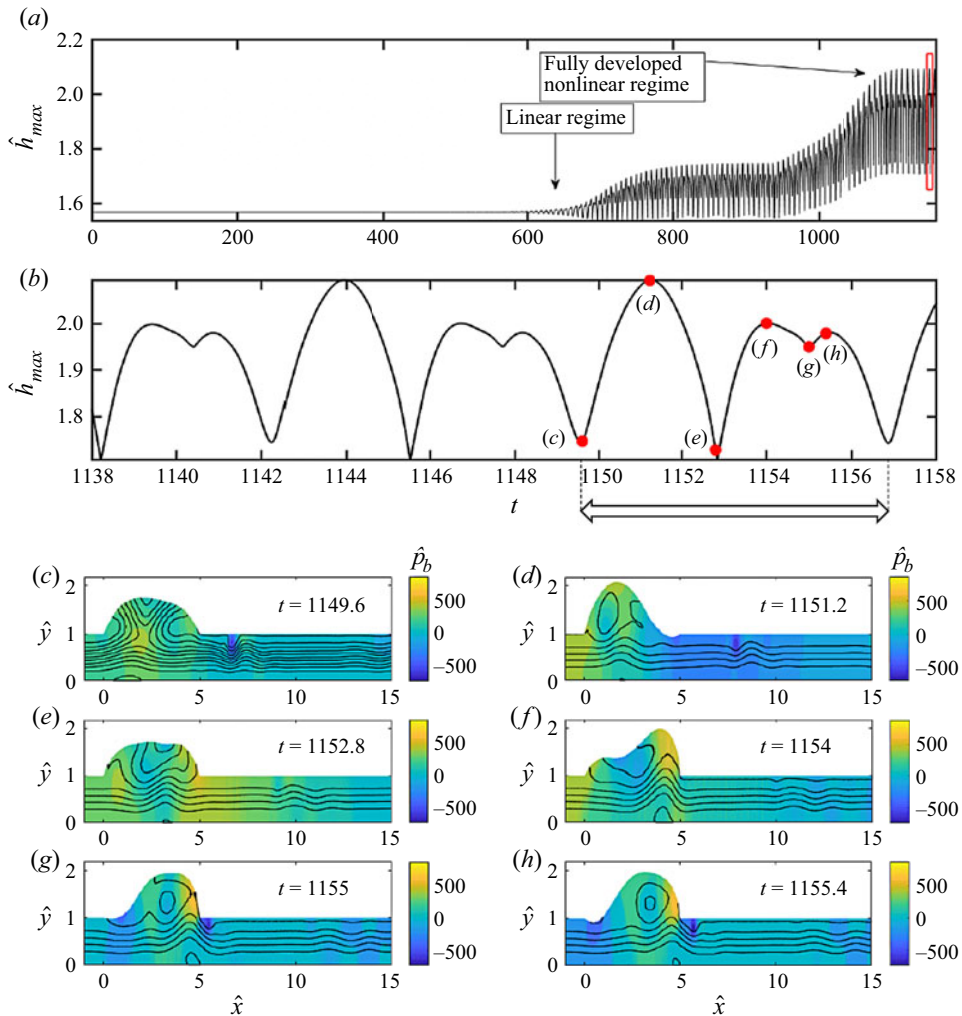 (a)
2.2
2.0
1.8
1.6
ĥmax
Fully developed
nonlinear regime
Linear regime
0 200 400 600 800 1000
(b)
2.0
1.9
1.8
ĥmax
(c) (d) (e) (f) (g) (h)
1138 1140 1142 1144 1146 1148 1150 1152 1154 1156 1158
t
(c) p̂b (d) p̂b
2 t = 1149.6 500 2 t = 1151.2 500
ŷ 1 0 ŷ 1 0
0 –500 0 –500
0 5 10 15 0 5 10 15
(e) (f)
2 t = 1152.8 500 2 t = 1154 500
ŷ 1 0 ŷ 1 0
0 –500 0 –500
0 5 10 15 0 5 10 15
(g) (h)
2 t = 1155 500 2 t = 1155.4 500
ŷ 1 0 ŷ 1 0
0 –500 0 –500
0 5 10 15 0 5 10 15
x̂ x̂